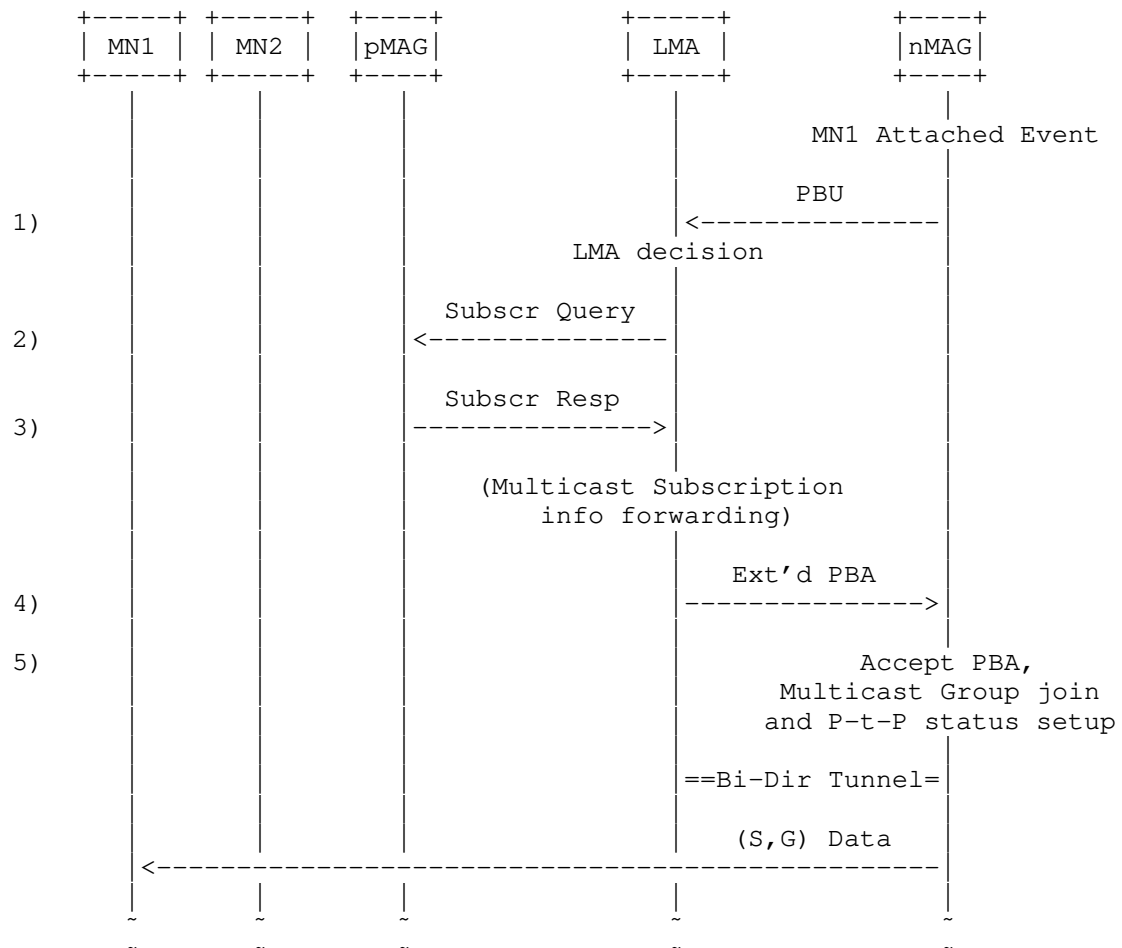 MN1 MN2 pMAG LMA nMAG
MN1 Attached Event
PBU
1)
LMA decision
Subscr Query
2)
Subscr Resp
3)
(Multicast Subscription
info forwarding)
Ext'd PBA
4)
5) Accept PBA,
Multicast Group join
and P-t-P status setup
==Bi-Dir Tunnel=
(S,G) Data